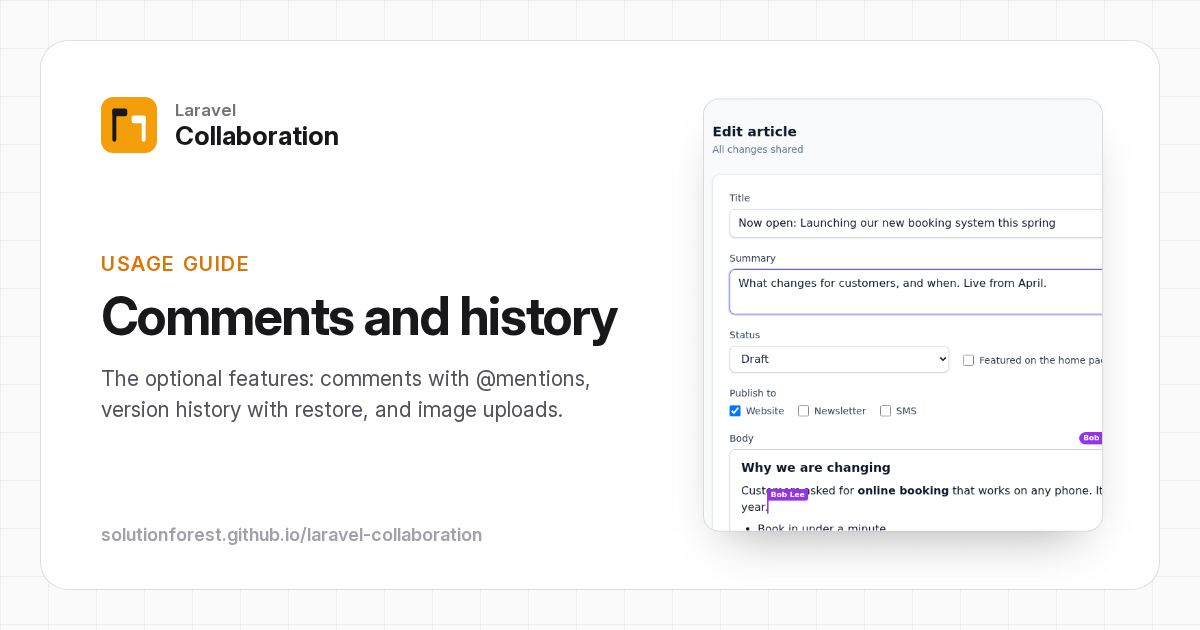 Laravel
Collaboration
USAGE GUIDE
Comments and history
The optional features: comments with @mentions,
version history with restore, and image uploads.
solutionforest.github.io/laravel-collaboration
Edit article
All changes shared
Title
Now open: Launching our new booking system this spring
Summary
What changes for customers, and when. Live from April.
Status
Draft
Featured on the home
Publish to
Website Newsletter SMS
Body
Bob
Why we are changing
asked for online booking that works on any phone. It
Bob Lee
year.
• Book in under a minute